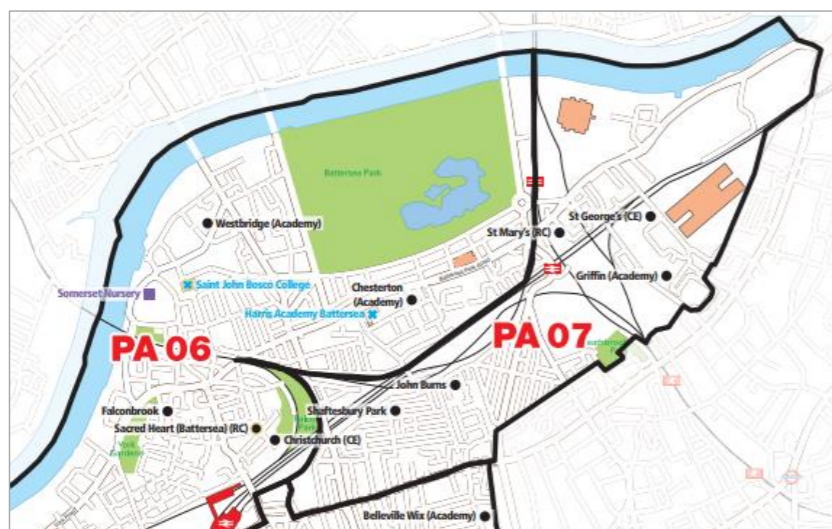 Battersea Park
Westbridge (Academy)
St George's (CE)
St Mary's (RC)
Saint John Bosco College
Somerset Nursery
Griffin (Academy)
Chesterton
(Academy)
Harris Academy Battersea
PA 06
PA 07
John Burns
Falconbrook
Shaftesbury Park
Sacred Heart (Battersea) (RC)
Christchurch (CE)
York
Gardens
Belleville Wix (Academy)